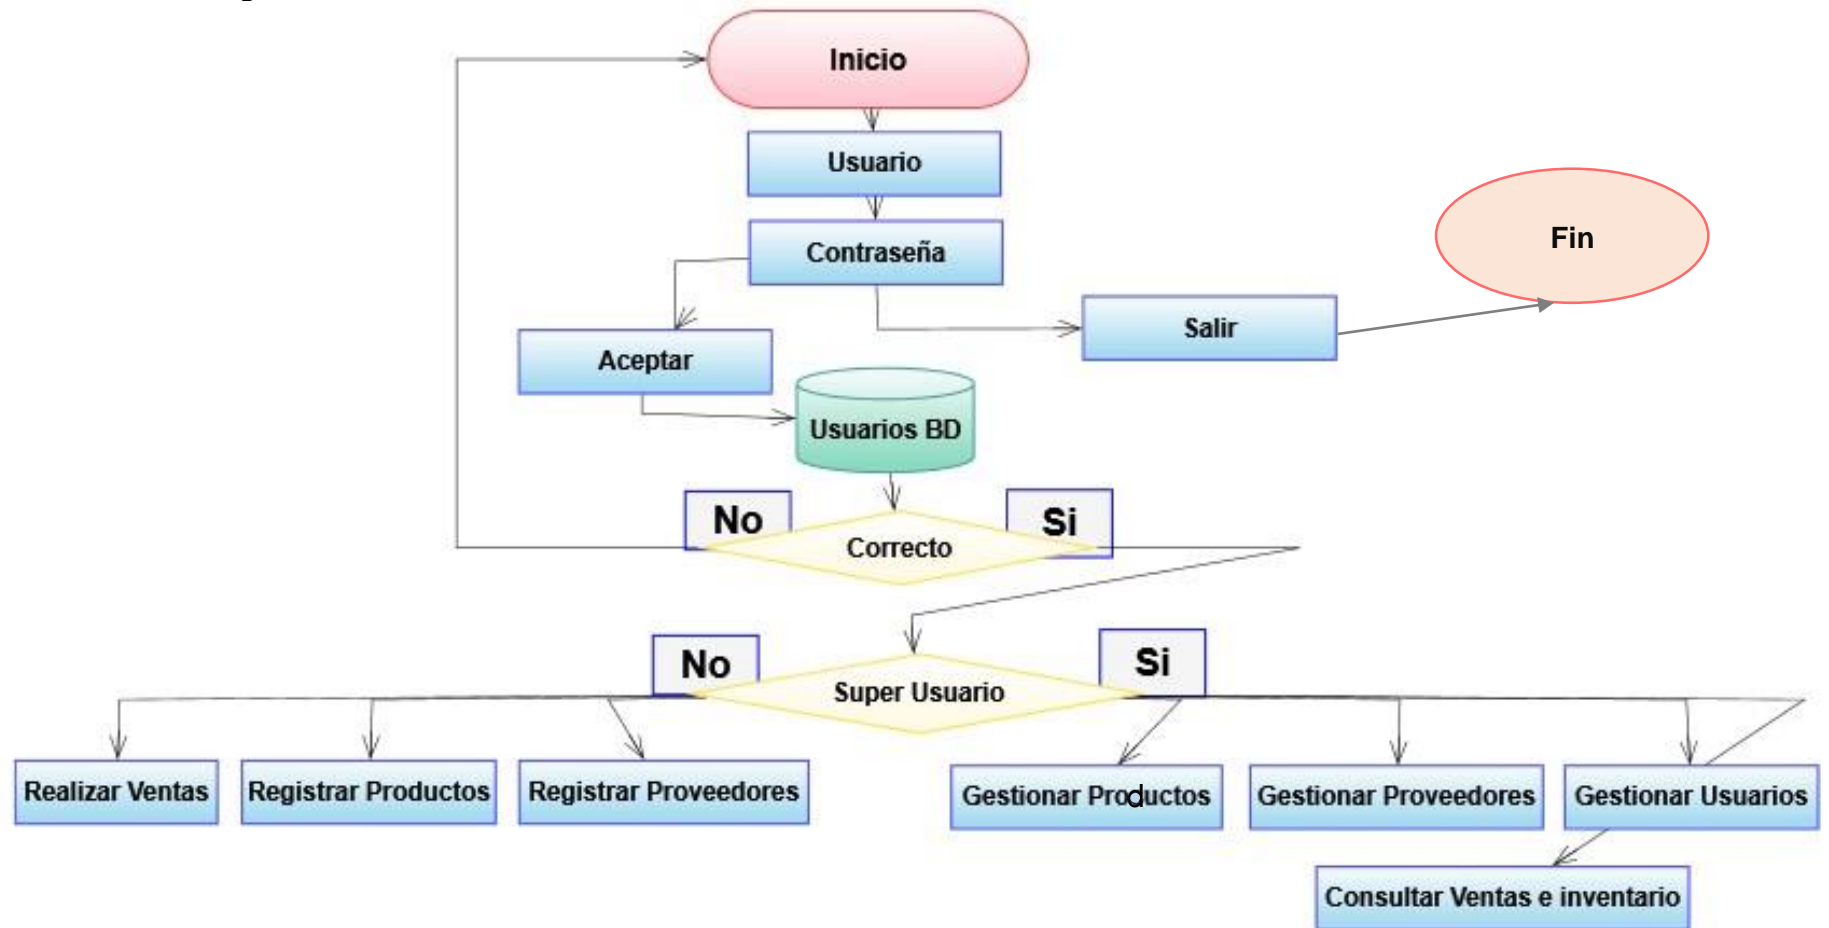 Inicio
Usuario
Contraseña
Fin
Salir
Aceptar
Usuarios BD
No
Si
Correcto
No
Si
Super Usuario
Realizar Ventas
Registrar Productos
Registrar Proveedores
Gestionar Productos
Gestionar Proveedores
Gestionar Usuarios
Consultar Ventas e inventario